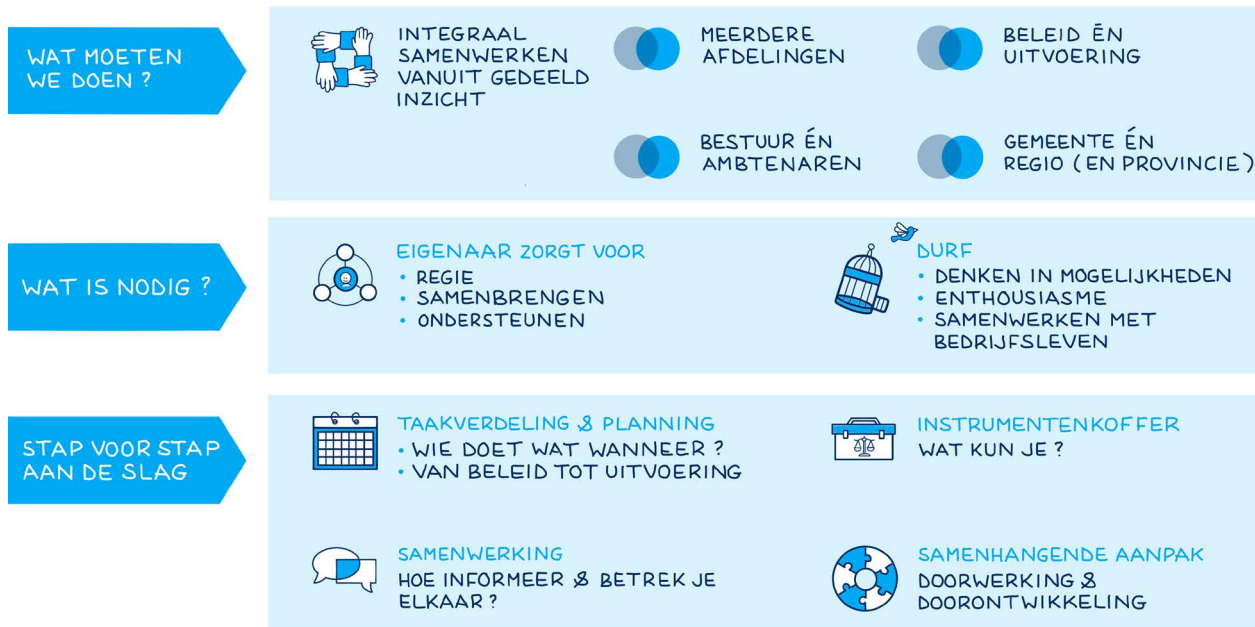 WAT MOETEN
WE DOEN ?
INTEGRAAL
SAMENWERKEN
VANUIT GEDEELD
INZICHT
MEERDERE
AFDELINGEN
BELEID ÉN
UITVOERING
BESTUUR ÉN
AMBTENAREN
GEMEENTE ÉN
REGIO (EN PROVINCIE)
WAT IS NODIG ?
EIGENAAR ZORGT VOOR
• REGIE
• SAMENBRENGEN
• ONDERSTEUNEN
DURF
• DENKEN IN MOGELIJKHEDEN
• ENTHOUSIASME
• SAMENWERKEN MET
BEDRIJFSLEVEN
STAP VOOR STAP
AAN DE SLAG
TAAKVERDELING & PLANNING
• WIE DOET WAT WANNEER ?
• VAN BELEID TOT UITVOERING
INSTRUMENTENKOFFER
WAT KUN JE ?
SAMENWERKING
HOE INFORMEER & BETREK JE
ELKAAR ?
SAMENHANGENDE AANPAK
DOORWERKING &
DOORONTWIKKELING